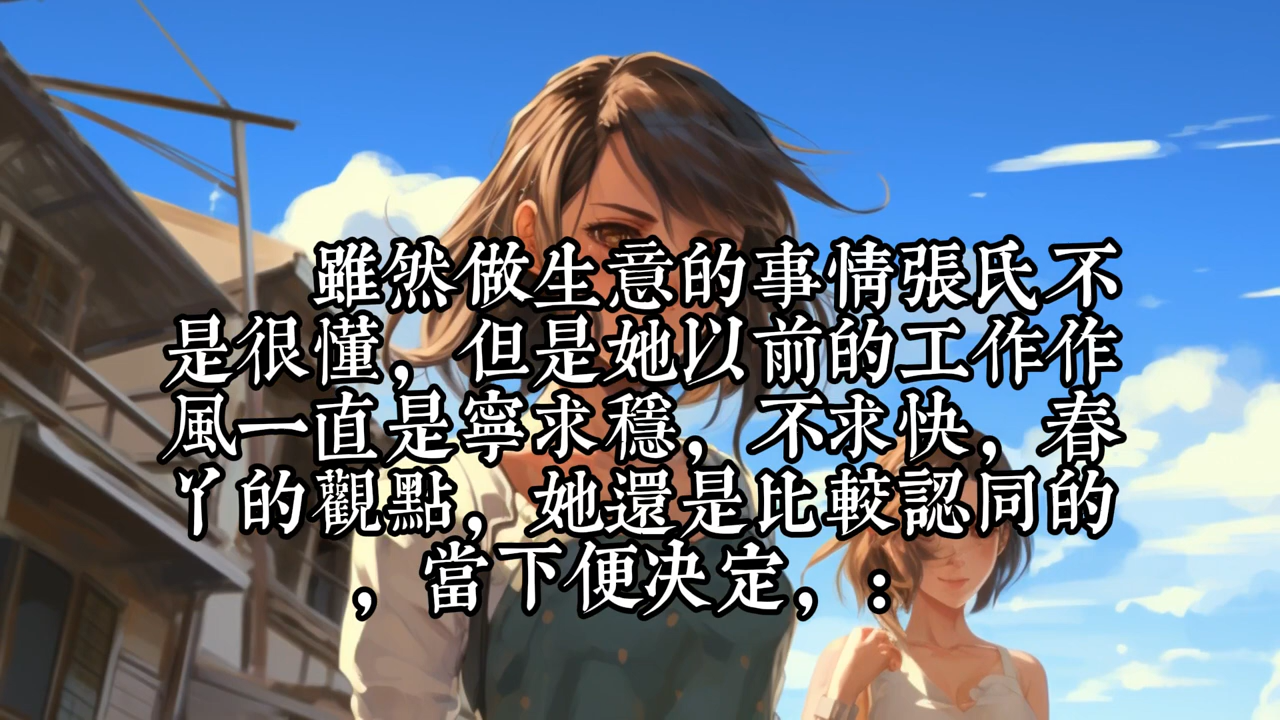 雖然做生意的事情張氏不
是很懂，但是她以前的工作作
風一直是寧求穩，不求快，春
丫的觀點，她還是比較認同的
，當下便決定，：